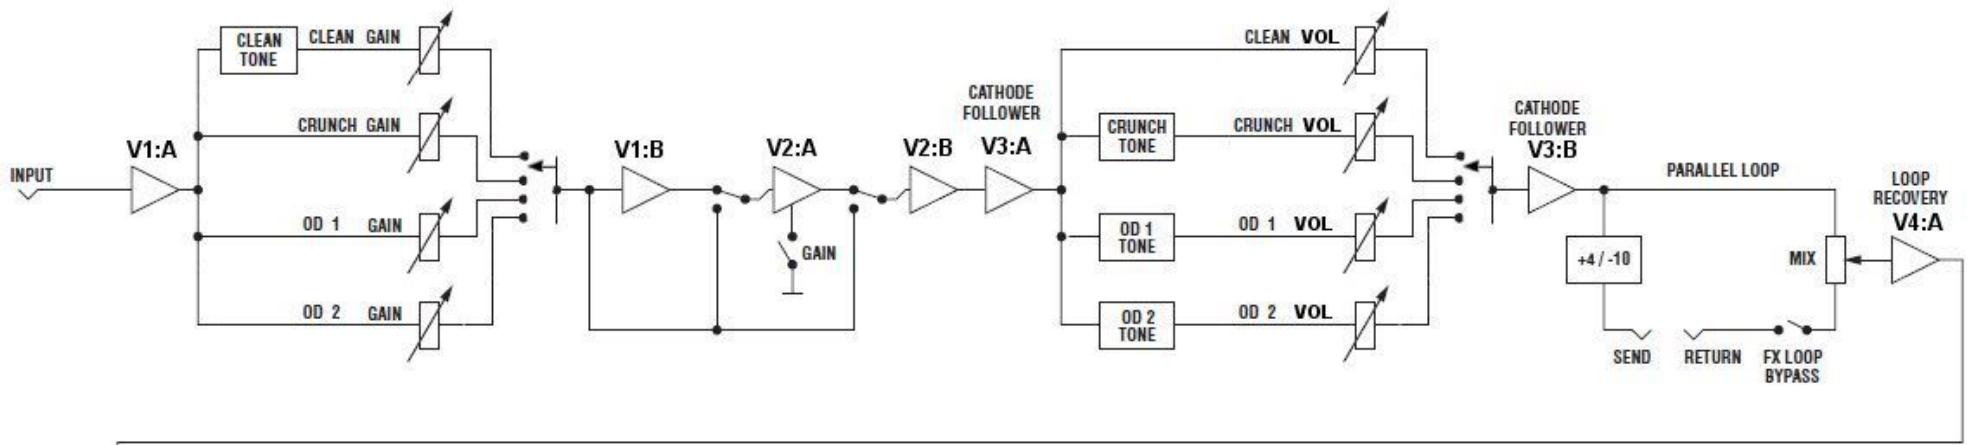 INPUT
V1:A
CLEAN
TONE
CLEAN GAIN
CRUNCH GAIN
OD 1 GAIN
OD 2 GAIN
V1:B
V2:A
GAIN
V2:B
CATHODE
FOLLOWER
V3:A
CLEAN VOL
CRUNCH
TONE
CRUNCH VOL
OD 1
TONE
OD 1 VOL
OD 2
TONE
OD 2 VOL
CATHODE
FOLLOWER
V3:B
PARALLEL LOOP
+4 / -10
SEND
RETURN
FX LOOP
BYPASS
MIX
LOOP
RECOVERY
V4:A